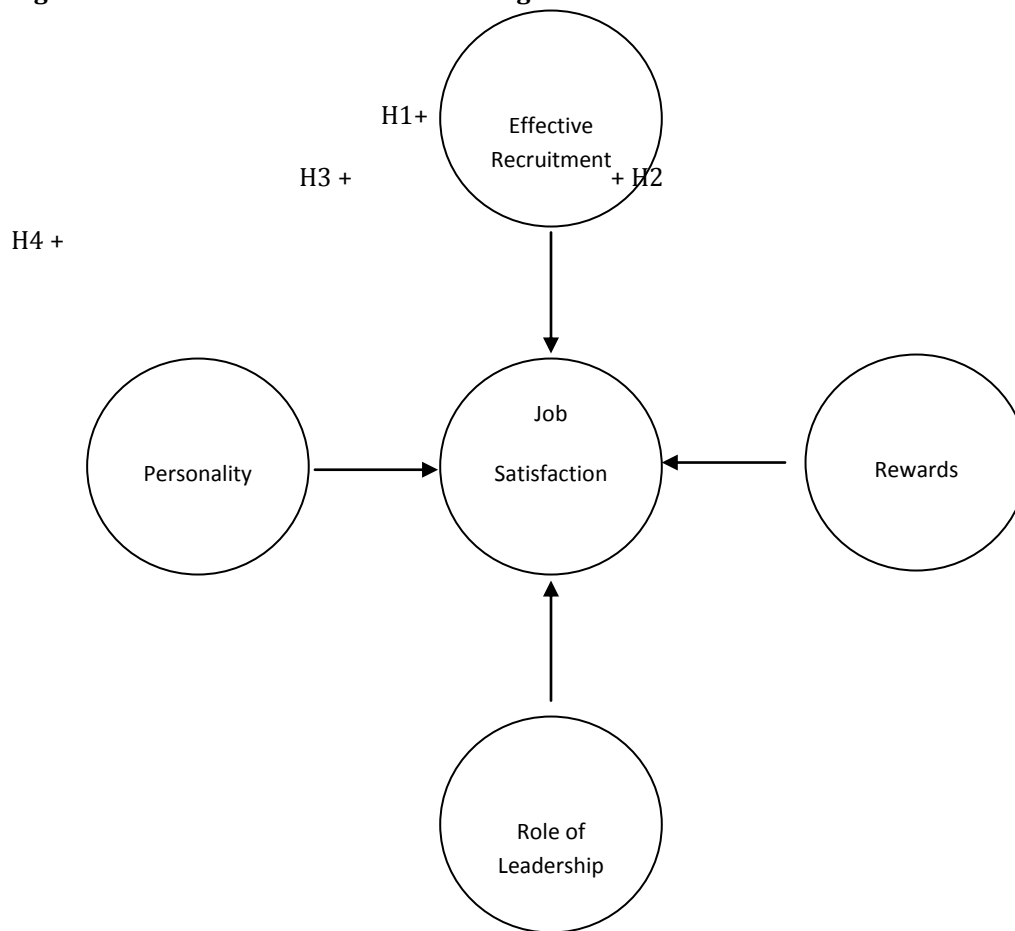 H1+
Effective
Recruitment
H3 +
+ H2
H4 +
Job
Satisfaction
Personality
Rewards
Role of
Leadership